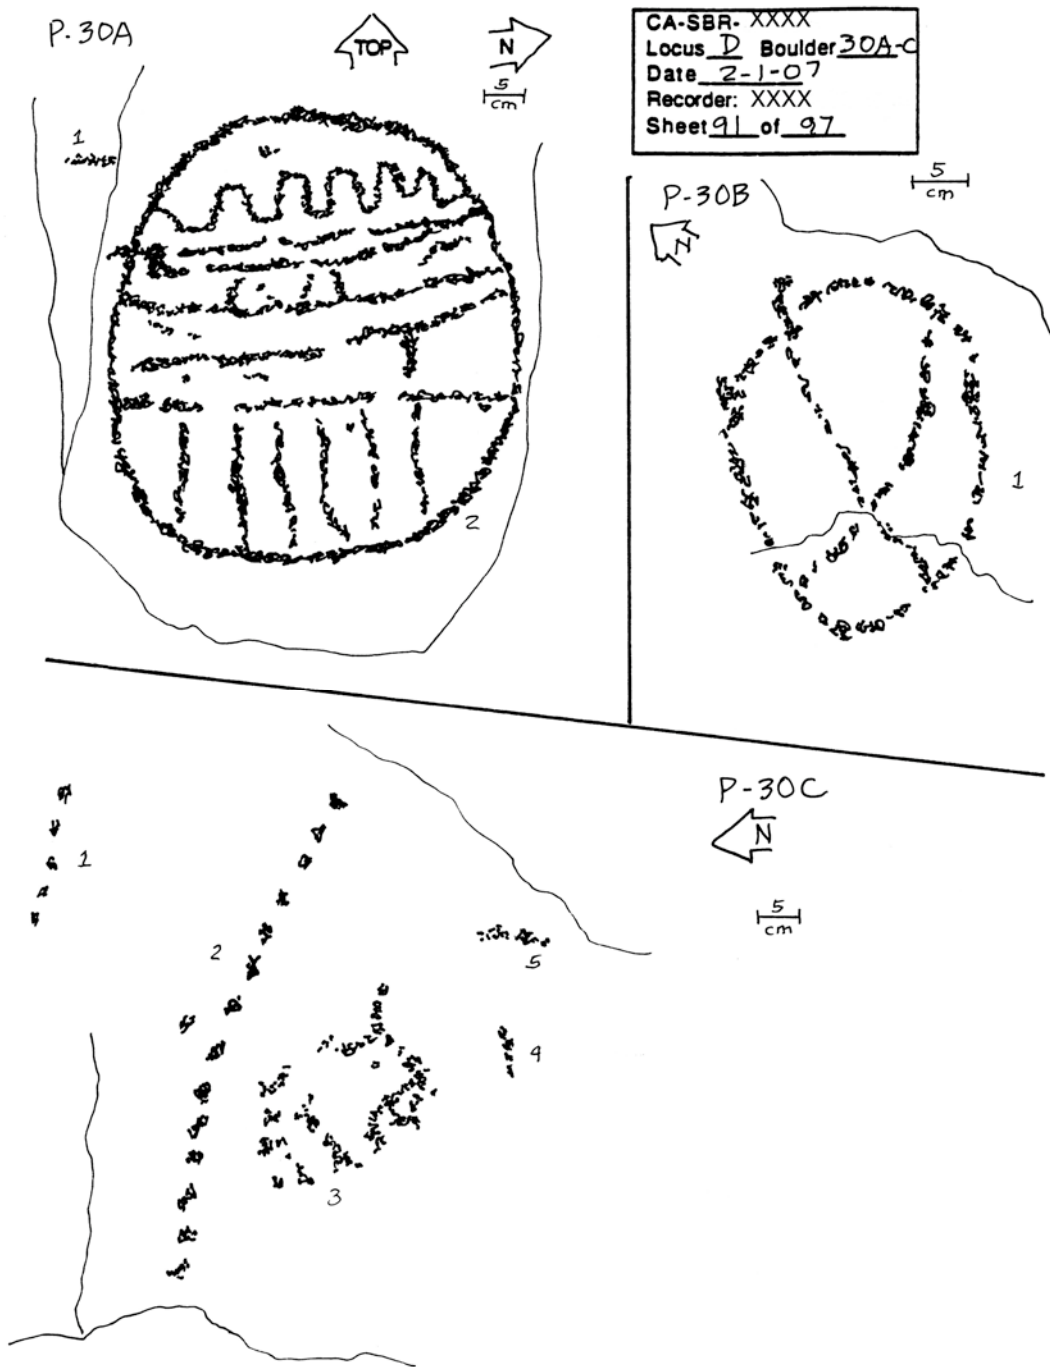 P-30A
TOP
N
5
cm
CA-SBR- XXXX
Locus D Boulder 30A-C
Date 2-1-07
Recorder: XXXX
Sheet 91 of 97
1
2
P-30B
5
cm
N
1
P-30C
N
5
cm
1
2
5
4
3